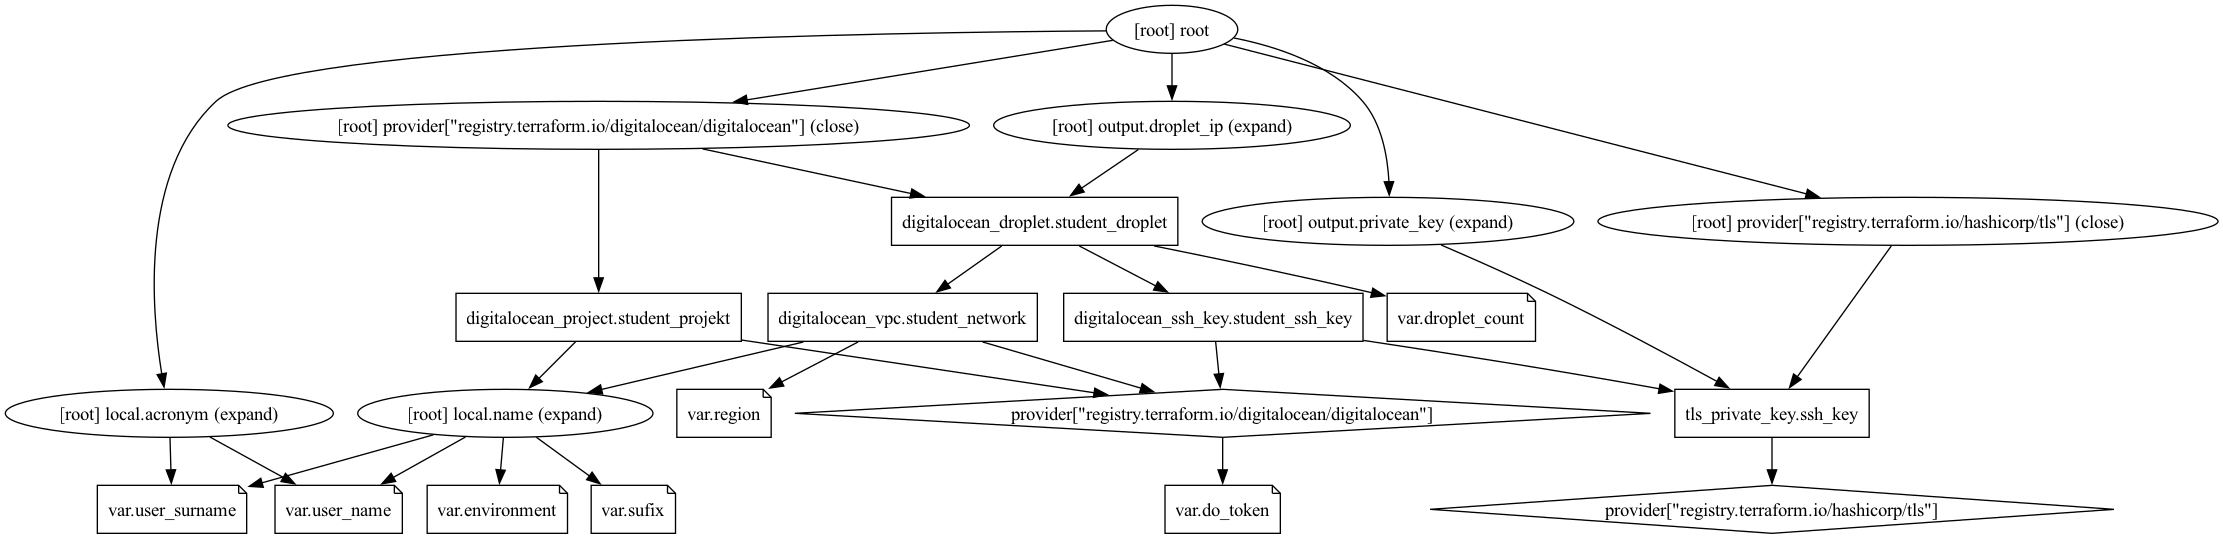 [root] root
[root] provider["registry.terraform.io/digitalocean/digitalocean"] (close)
[root] output.droplet_ip (expand)
digitalocean_droplet.student_droplet
[root] output.private_key (expand)
[root] provider["registry.terraform.io/hashicorp/tls"] (close)
digitalocean_project.student_projekt
digitalocean_vpc.student_network
digitalocean_ssh_key.student_ssh_key
var.droplet_count
[root] local.acronym (expand)
[root] local.name (expand)
var.region
provider["registry.terraform.io/digitalocean/digitalocean"]
tls_private_key.ssh_key
var.user_surname
var.user_name
var.environment
var.sufix
var.do_token
provider["registry.terraform.io/hashicorp/tls"]